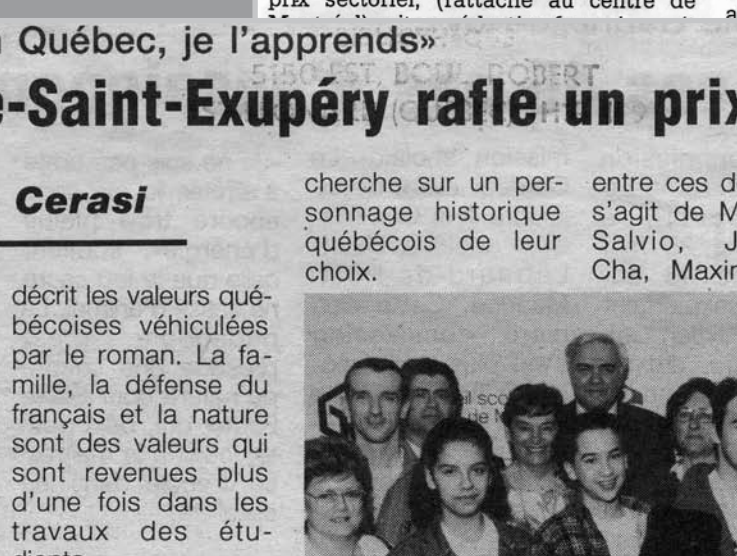 prix sectoriel, (rattaché au centre de
Québec, je l'apprends»
5150 EST, BOUL. ROBERT
e-Saint-Exupéry rafle un prix
Cerasi
décrit les valeurs qué-
bécoises véhiculées
par le roman. La fa-
mille, la défense du
français et la nature
sont des valeurs qui
sont revenues plus
d'une fois dans les
travaux des étu-
cherche sur un per-
sonnage historique
québécois de leur
choix.
entre ces d
s'agit de M
Salvio, J
Cha, Maxim
il sco
de M